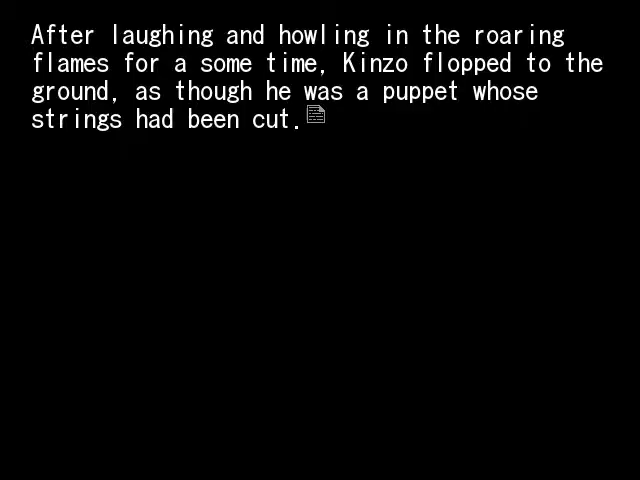 After laughing and howling in the roaring
flames for a some time, Kinzo flopped to the
ground, as though he was a puppet whose
strings had been cut.